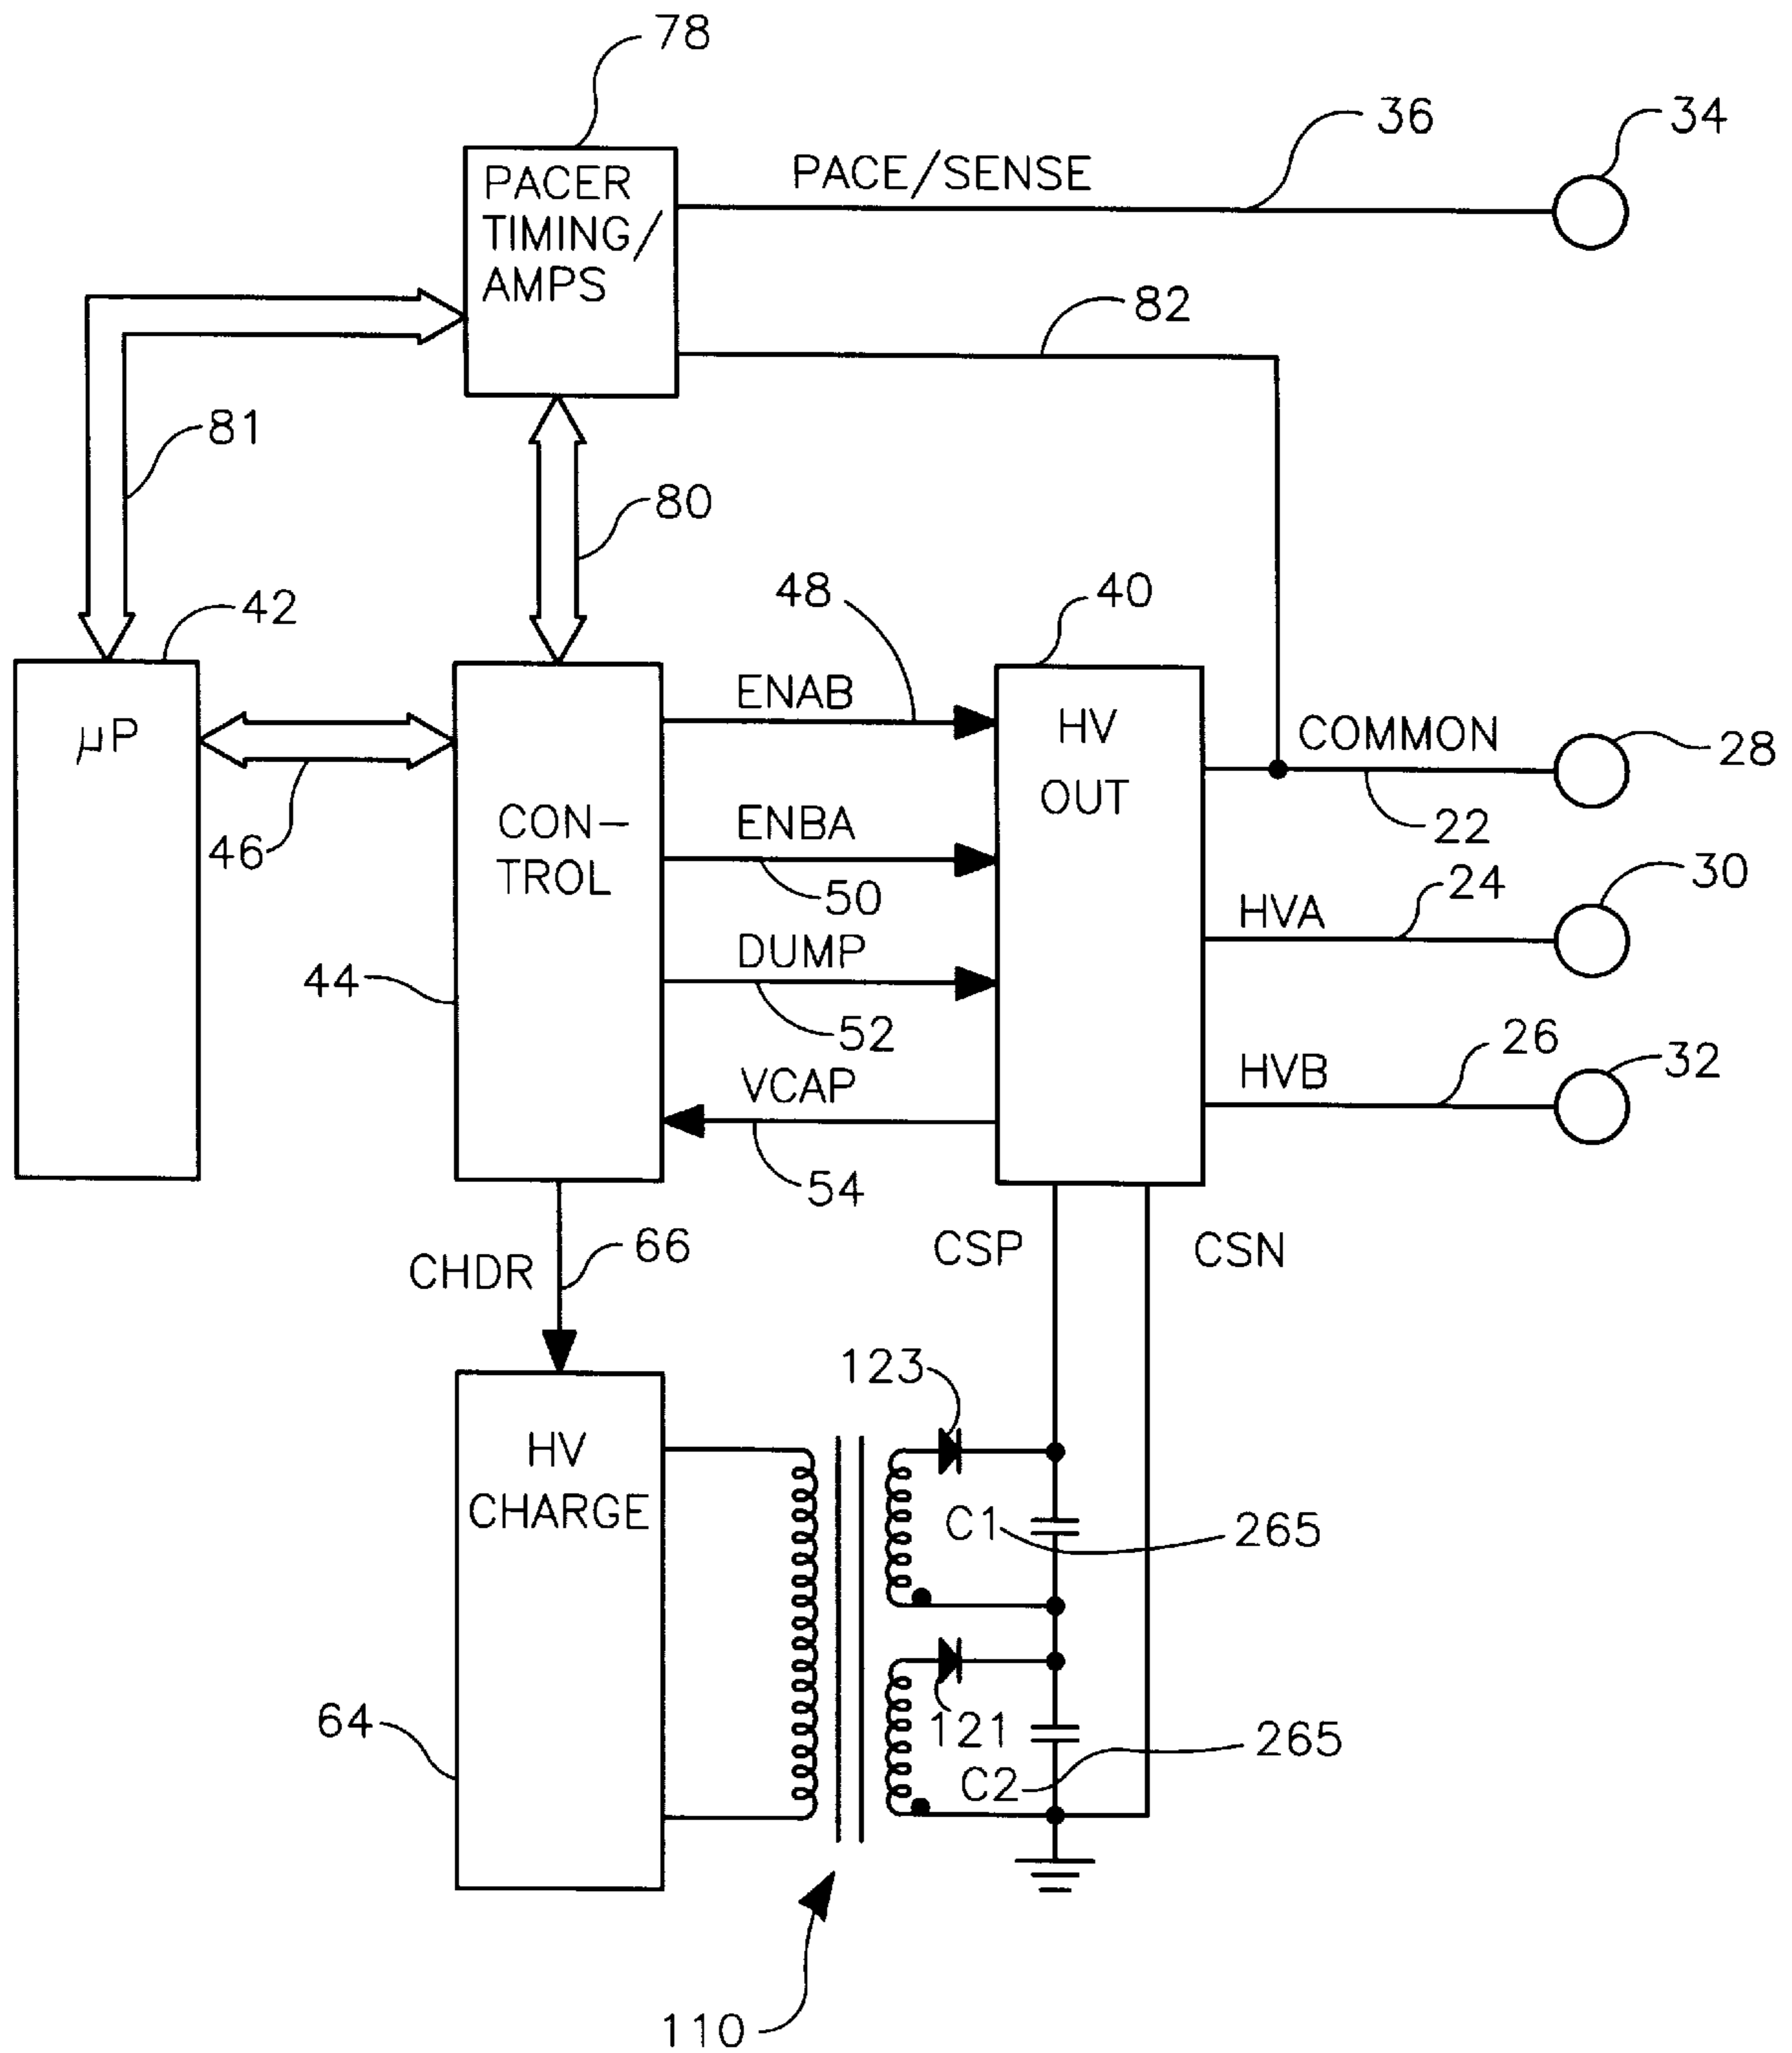 78
36
34
PACE/SENSE
PACER
TIMING/
AMPS
82
81
80
42
48
40
μP
ENAB
HV
OUT
COMMON
28
22
46
CON-
TROL
ENBA
50
24
30
HVA
44
DUMP
52
26
32
HVB
VCAP
54
CHDR
66
CSP
CSN
123
HV
CHARGE
C1
265
64
121
C2
265
110